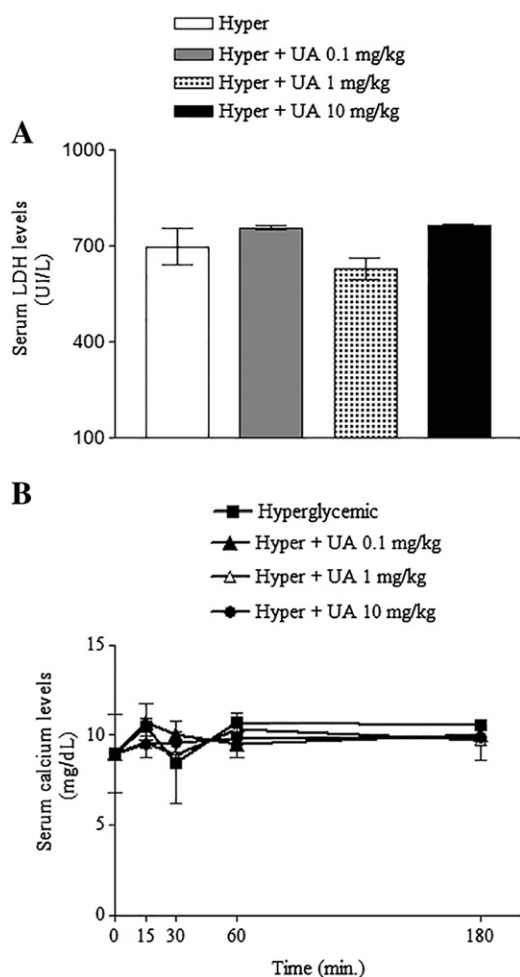 Hyper
Hyper + UA 0.1 mg/kg
Hyper + UA 1 mg/kg
Hyper + UA 10 mg/kg
A
1000
700
400
100
Serum LDH levels
(UI/L)
B
Hyperglycemic
Hyper + UA 0.1 mg/kg
Hyper + UA 1 mg/kg
Hyper + UA 10 mg/kg
15
10
5
0
Serum calcium levels
(mg/dL)
0 15 30 60 180
Time (min.)